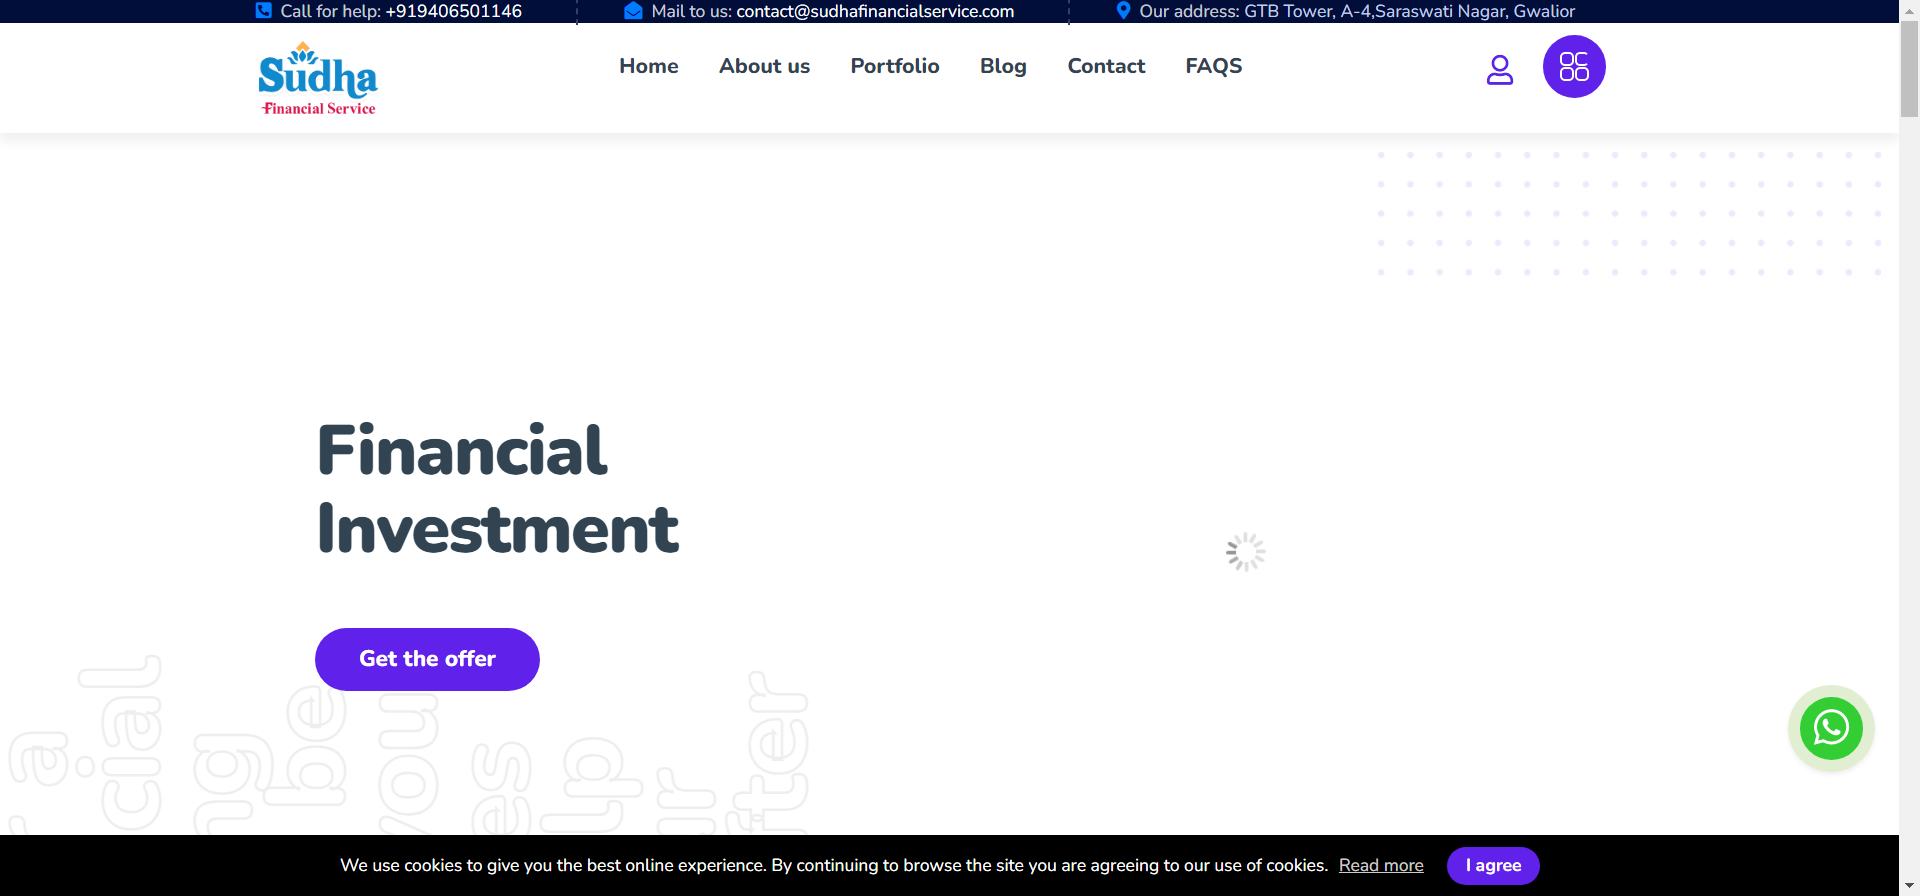 Call for help: +919406501146
Mail to us: contact@sudhafinancialservice.com
Our address: GTB Tower, A-4,Saraswati Nagar, Gwalior
Sudha
Financial Service
Home
About us
Portfolio
Blog
Contact
FAQS
Financial
Investment
Get the offer
We use cookies to give you the best online experience. By continuing to browse the site you are agreeing to our use of cookies. Read more
I agree